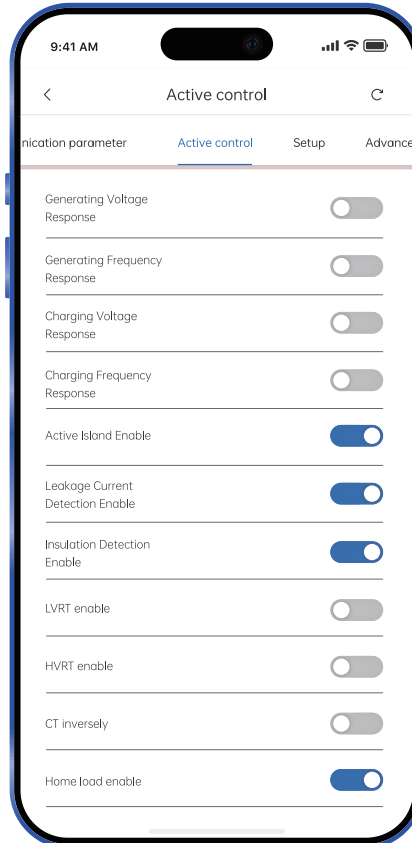 9:41 AM
Active control
nication parameter Active control Setup Advance
Generating Voltage
Response
Generating Frequency
Response
Charging Voltage
Response
Charging Frequency
Response
Active Island Enable
Leakage Current
Detection Enable
Insulation Detection
Enable
LVRT enable
HVRT enable
CT inversely
Home load enable